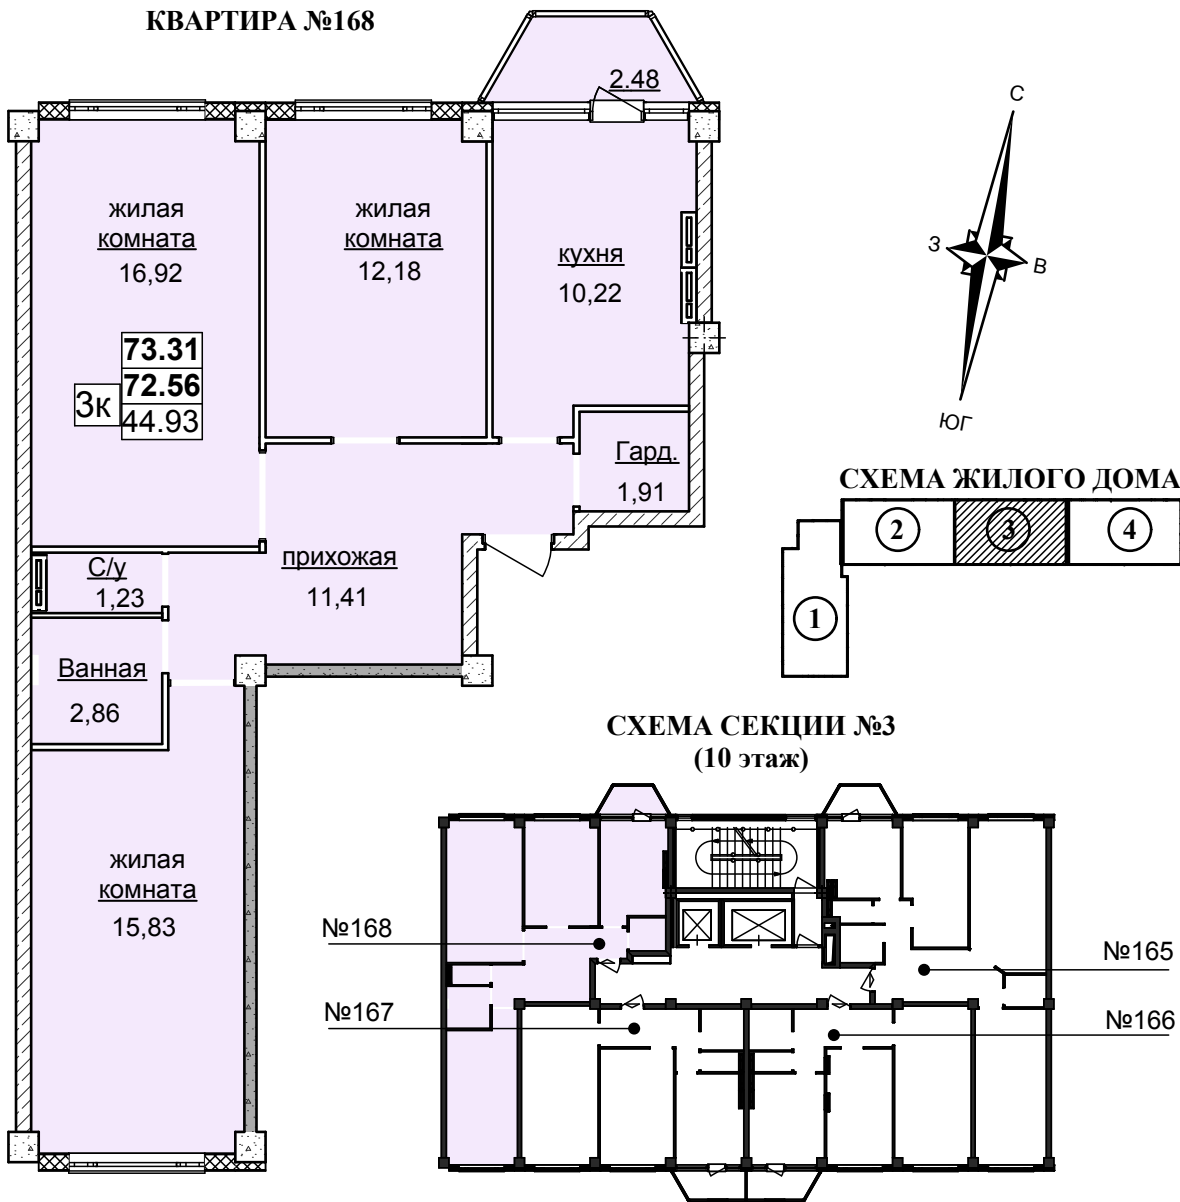 КВАРТИРА №168
2.48
жилая
комната
16,92
жилая
комната
12,18
кухня
10,22
3к
73.31
72.56
44.93
Гард.
1,91
С/у
1,23
прихожая
11,41
Ванная
2,86
жилая
комната
15,83
С
З
В
ЮГ
СХЕМА ЖИЛОГО ДОМА
2
3
4
1
СХЕМА СЕКЦИИ №3
(10 этаж)
№168
№165
№167
№166